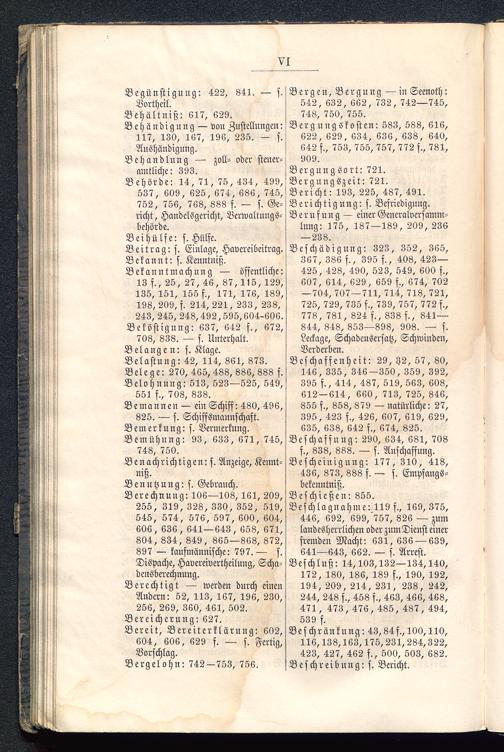 VI
Begünstigung: 422, 841. — s.
Vortheil.
Behältniß: 617, 629.
Behändigung — von Zustellungen:
117, 130, 167, 196, 235. — s.
Aushändigung.
Behandlung — zoll- oder steuer-
amtliche: 393.
Behörde: 14, 71, 75, 434, 499,
537, 609, 625, 674, 686, 745,
752, 756, 768, 888 f. — s. Ge-
richt, Handelsgericht, Verwaltungs-
behörde.
Beihülfe: s. Hülfe.
Beitrag: s. Einlage, Havereibeitrag.
Bekannt: s. Kenntniß.
Bekanntmachung — öffentliche:
13 f., 25, 27, 46, 87, 115, 129,
135, 151, 155 f., 171, 176, 189,
198, 209, f. 214, 221, 233, 238,
243, 245, 248, 492, 595, 604-606.
Beköstigung: 637, 642 f., 672,
708, 838. — s. Unterhalt.
Belangen: s. Klage.
Belastung: 42, 114, 861, 873.
Belege: 270, 465, 488, 886, 888 f.
Belohnung: 513, 523—525, 549,
551 f., 708, 838.
Bemannen — ein Schiff: 480, 496,
825. — s. Schiffsmannschaft.
Bemerkung: s. Vermerkung.
Bemühung: 93, 633, 671, 745,
748, 750.
Benachrichtigen: s. Anzeige, Kennt-
niß.
Benutzung: s. Gebrauch.
Berechnung: 106—108, 161, 209,
255, 319, 328, 330, 352, 519,
545, 574, 576, 597, 600, 604,
606, 636, 641—643, 658, 671,
804, 834, 849, 865—868, 872,
897 — kaufmännische: 797. — s.
Dispache, Havereivertheilung, Scha-
densberechnung.
Berechtigt — werden durch einen
Andern: 52, 113, 167, 196, 230,
256, 269, 360, 461, 502.
Bereicherung: 627.
Bereit, Bereiterklärung: 602,
604, 606, 629 f. — s. Fertig,
Vorschlag.
Bergelohn: 742—753, 756.
Bergen, Bergung — in Seenoth:
542, 632, 662, 732, 742—745,
748, 750, 755.
Bergungskosten: 583, 588, 616,
622, 629, 634, 636, 638, 640,
642 f., 753, 755, 757, 772 f., 781,
909.
Bergungsort: 721.
Bergungszeit: 721.
Bericht: 193, 225, 487, 491.
Berichtigung: s. Befriedigung.
Berufung — einer Generalversamm-
lung: 175, 187—189, 209, 236
—238.
Beschädigung: 323, 352, 365,
367, 386 f., 395 f., 408, 423—
425, 428, 490, 523, 549, 600 f.,
607, 614, 629, 659 f., 674, 702
—704, 707—711, 714, 718, 721,
725, 729, 735 f., 739, 757, 772 f.,
778, 781, 824 f., 838 f., 841—
844, 848, 853—898, 908. — s.
Leckage, Schadensersatz, Schwinden,
Verderben.
Beschaffenheit: 29, 32, 57, 80,
146, 335, 346—350, 359, 392,
395 f., 414, 487, 519, 563, 608,
612—614, 660, 713, 725, 846,
855 f., 858, 879 — natürliche: 27,
395, 423 f., 426, 607, 619, 629,
635, 638, 642 f., 674, 825.
Beschaffung: 290, 634, 681, 708
f., 838, 888. — s. Anschaffung.
Bescheinigung: 177, 310, 418,
436, 873, 888 f. — s. Empfangs-
bekenntniß.
Beschießen: 855.
Beschlagnahme: 119 f., 169, 375,
446, 692, 699, 757, 826 — zum
landesherrlichen oder zum Dienst einer
fremden Macht: 631, 636—639,
641—643, 662. — s. Arrest.
Beschluß: 14, 103, 132—134, 140,
172, 180, 186, 189 f., 190, 192,
194, 209, 214, 231, 238, 242,
244, 248 f., 458 f., 463, 466, 468,
471, 473, 476, 485, 487, 494,
539 f.
Beschränkung: 43, 84 f., 100, 110,
116, 138, 163, 175, 231, 284, 322,
423, 427, 462 f., 500, 503, 682.
Beschreibung: s. Bericht.